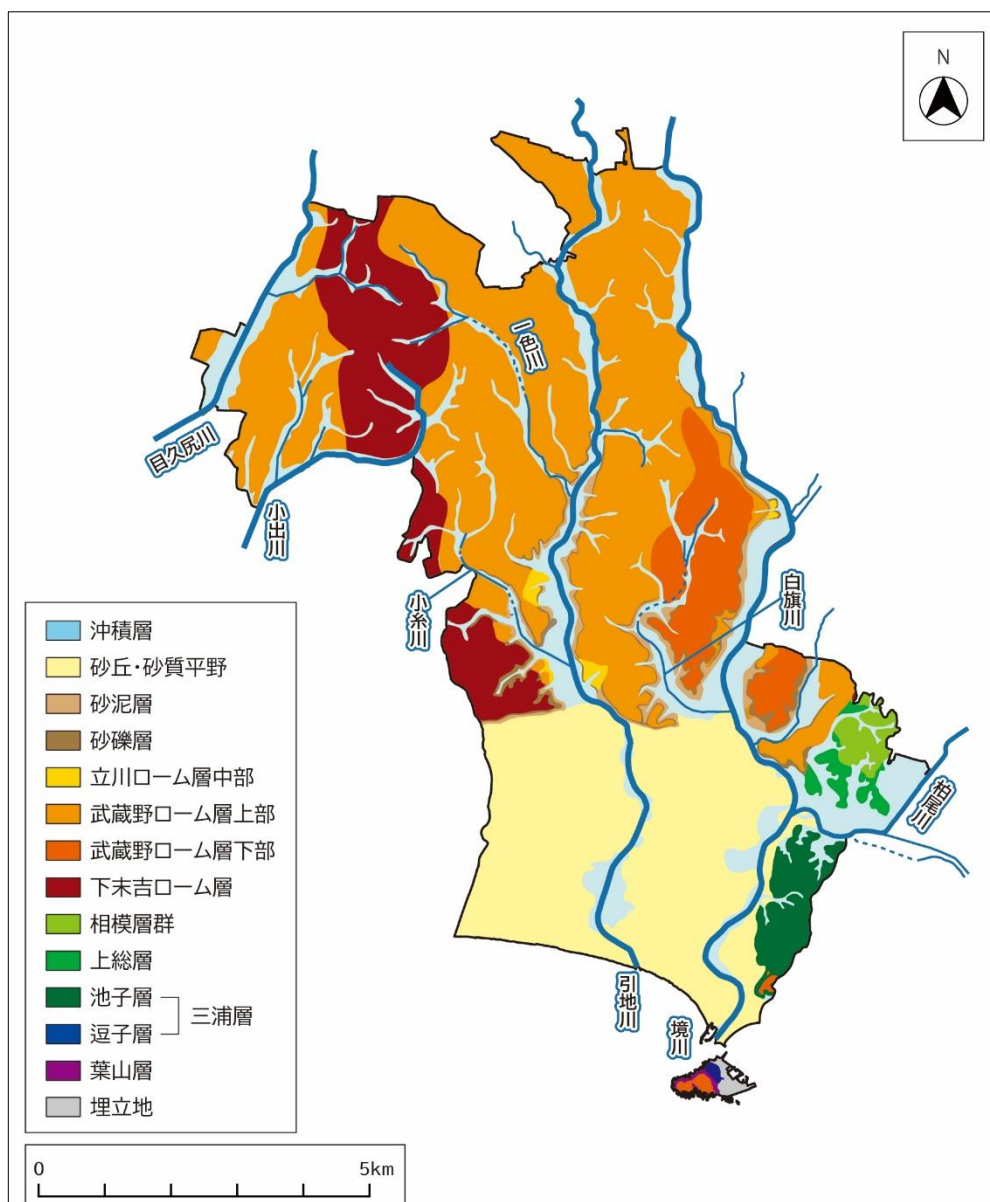 N
一色川
目久尻川
小出川
小糸川
白旗川
柏尾川
引地川
境川
沖積層
砂丘・砂質平野
砂泥層
砂礫層
立川ローム層中部
武蔵野ローム層上部
武蔵野ローム層下部
下末吉ローム層
相模層群
上総層
池子層
三浦層
逗子層
葉山層
埋立地
0 5km